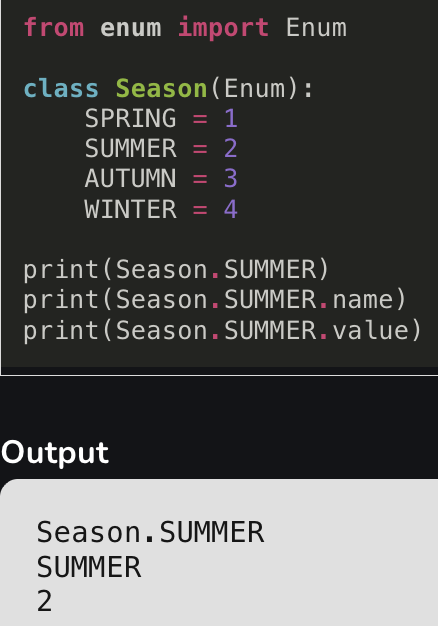 from enum import Enum
class Season(Enum):
SPRING = 1
SUMMER = 2
AUTUMN = 3
WINTER = 4
print(Season.SUMMER)
print(Season.SUMMER.name)
print(Season.SUMMER.value)
Output
Season.SUMMER
SUMMER
2